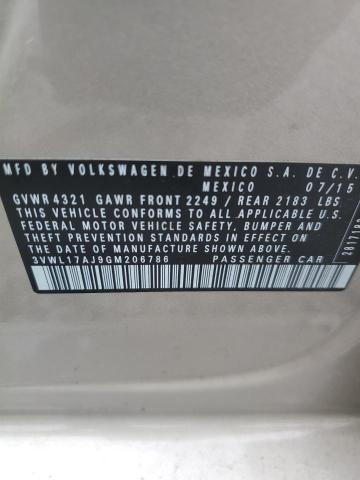 MFD BY VOLKSWAGEN DE MEXICO S.A. DE C.V.
MEXICO 07/15
GVWR 4321 GAWR FRONT 2249 / REAR 2183 LBS
THIS VEHICLE CONFORMS TO ALL APPLICABLE U.S.
FEDERAL MOTOR VEHICLE SAFETY, BUMPER AND
THEFT PREVENTION STANDARDS IN EFFECT ON THE
DATE OF MANUFACTURE SHOWN ABOVE.
3VWL17AJ9GM206786 PASSENGER CAR